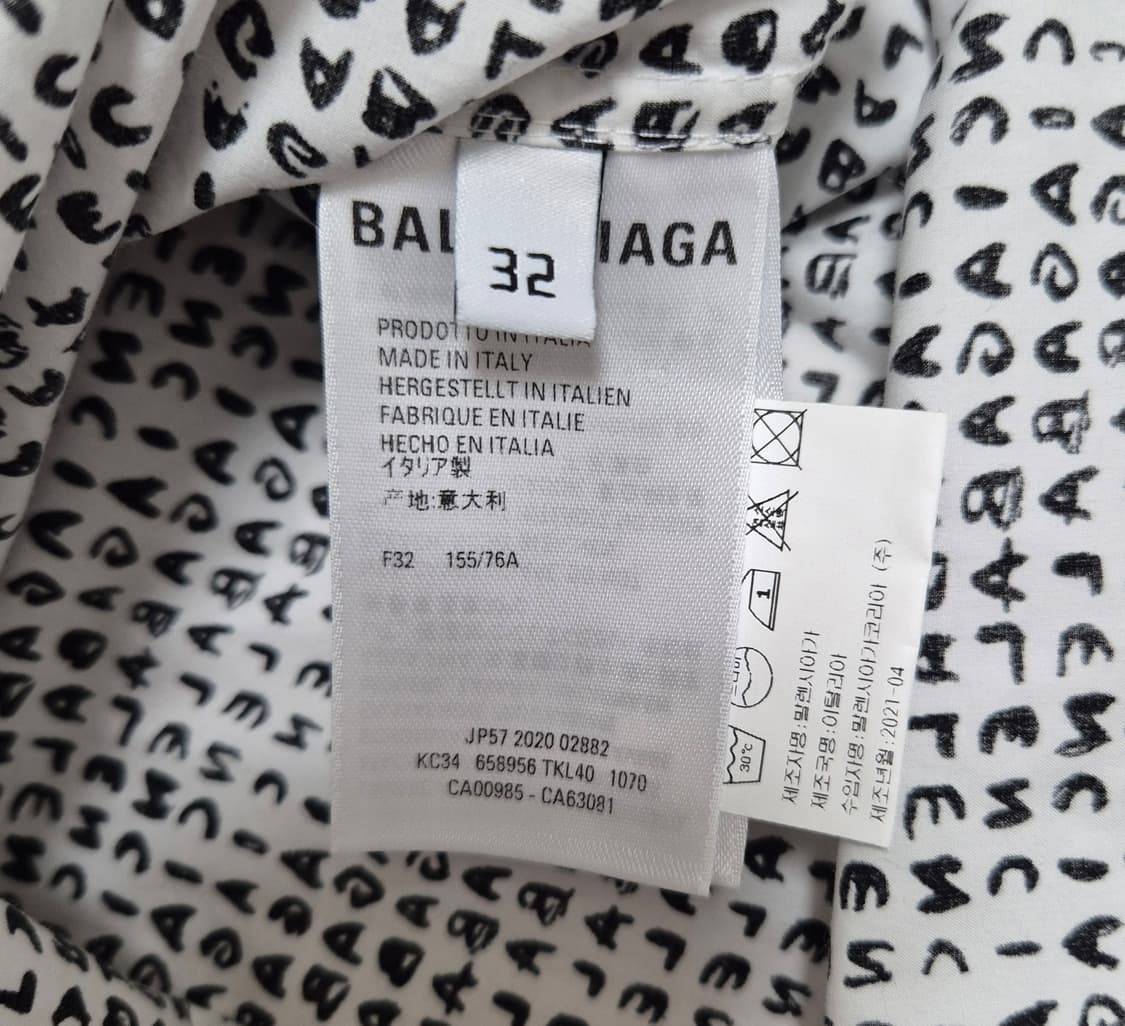 BAL IAGA
32
PRODOTTO IN ITALIA
MADE IN ITALY
HERGESTELLT IN ITALIEN
FABRIQUE EN ITALIE
HECHO EN ITALIA
イタリア製
产地:意大利
F32 155/76A
JP57 2020 02882
KC34 658956 TKL40 1070
CA00985 - CA63081
1
드라이
30℃
제조자명:발렌시아가
제조국명:이탈리아
수입자명:발렌시아가코리아 (주)
제조년월:2021-04